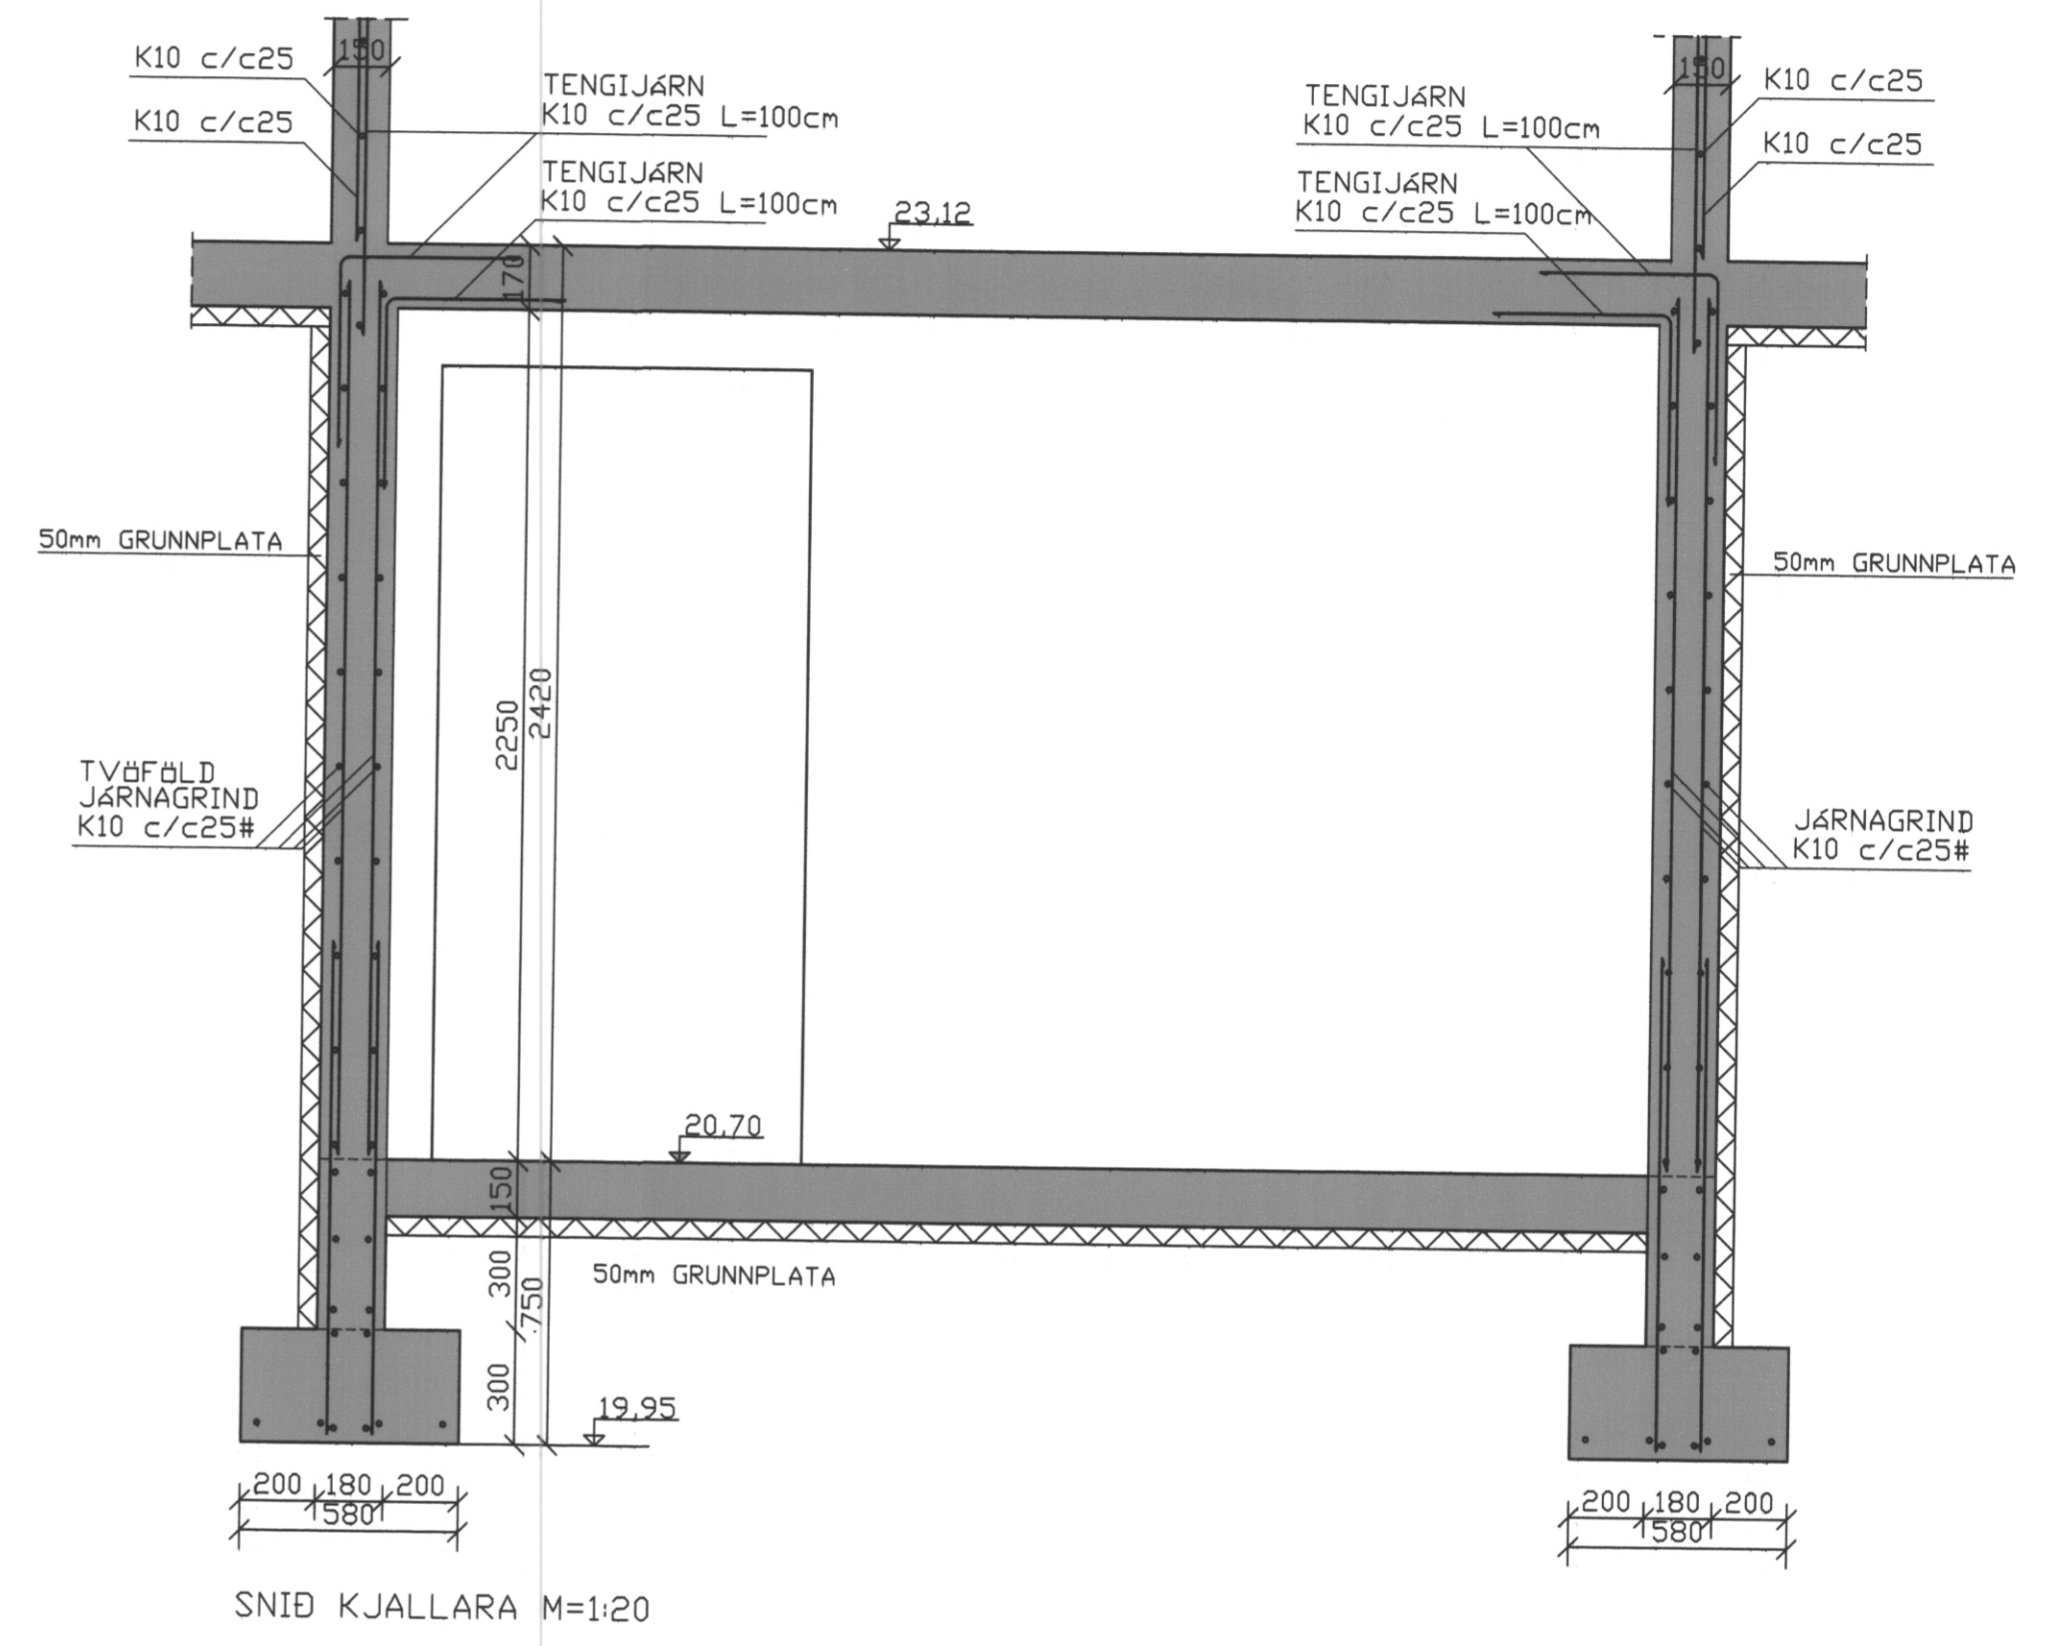 150
K10 c/c25
K10 c/c25
TENGIJÁRN
K10 c/c25 L=100cm
TENGIJÁRN
K10 c/c25 L=100cm
23,12
TENGIJÁRN
K10 c/c25 L=100cm
TENGIJÁRN
K10 c/c25 L=100cm
150
K10 c/c25
K10 c/c25
170
50mm GRUNNPLATA
50mm GRUNNPLATA
2250
2420
TVÖFÖLD
JÁRNAGRIND
K10 c/c25#
JÁRNAGRIND
K10 c/c25#
20,70
150
300
750
50mm GRUNNPLATA
300
19,95
200 180 200
580
200 180 200
580
SNIÐ KJALLARA M=1:20